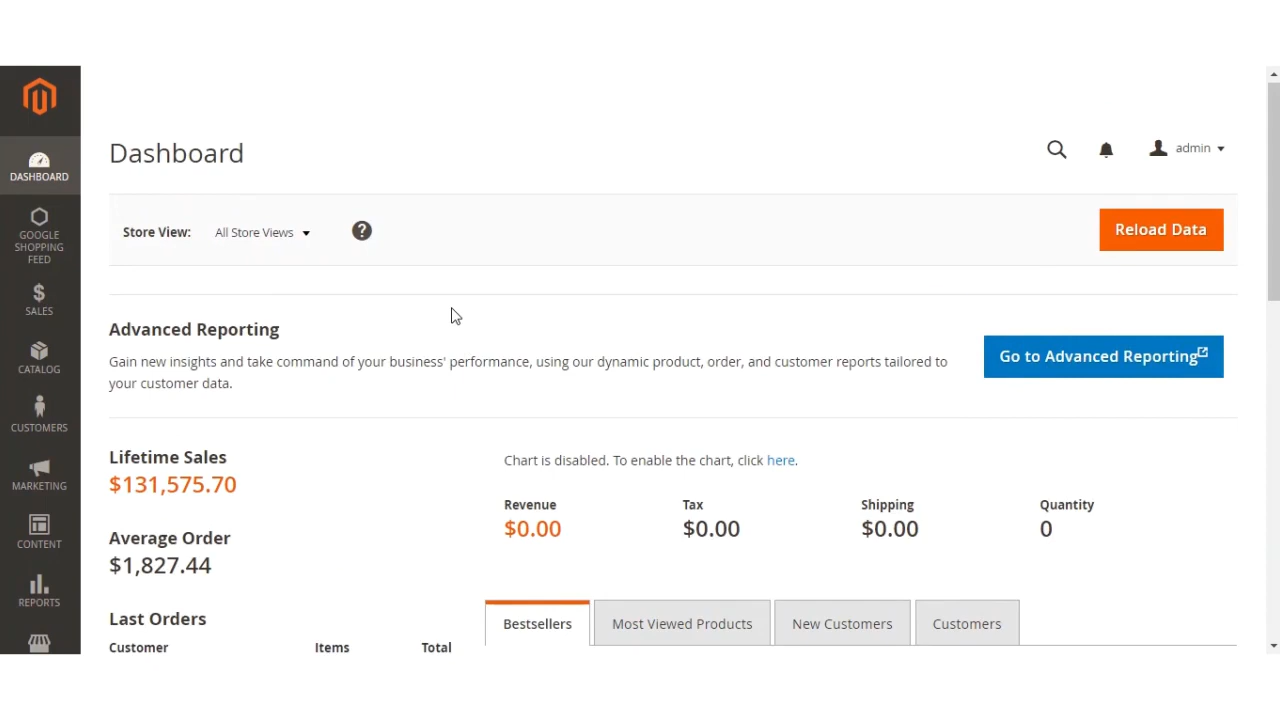 Dashboard
admin
DASHBOARD
GOOGLE
SHOPPING
FEED
SALES
CATALOG
CUSTOMERS
MARKETING
CONTENT
REPORTS
Store View: All Store Views
?
Reload Data
Advanced Reporting
Gain new insights and take command of your business' performance, using our dynamic product, order, and customer reports tailored to
your customer data.
Go to Advanced Reporting
Lifetime Sales
$131,575.70
Average Order
$1,827.44
Last Orders
Customer Items Total
Chart is disabled. To enable the chart, click here.
Revenue Tax Shipping Quantity
$0.00 $0.00 $0.00 0
Bestsellers Most Viewed Products New Customers Customers